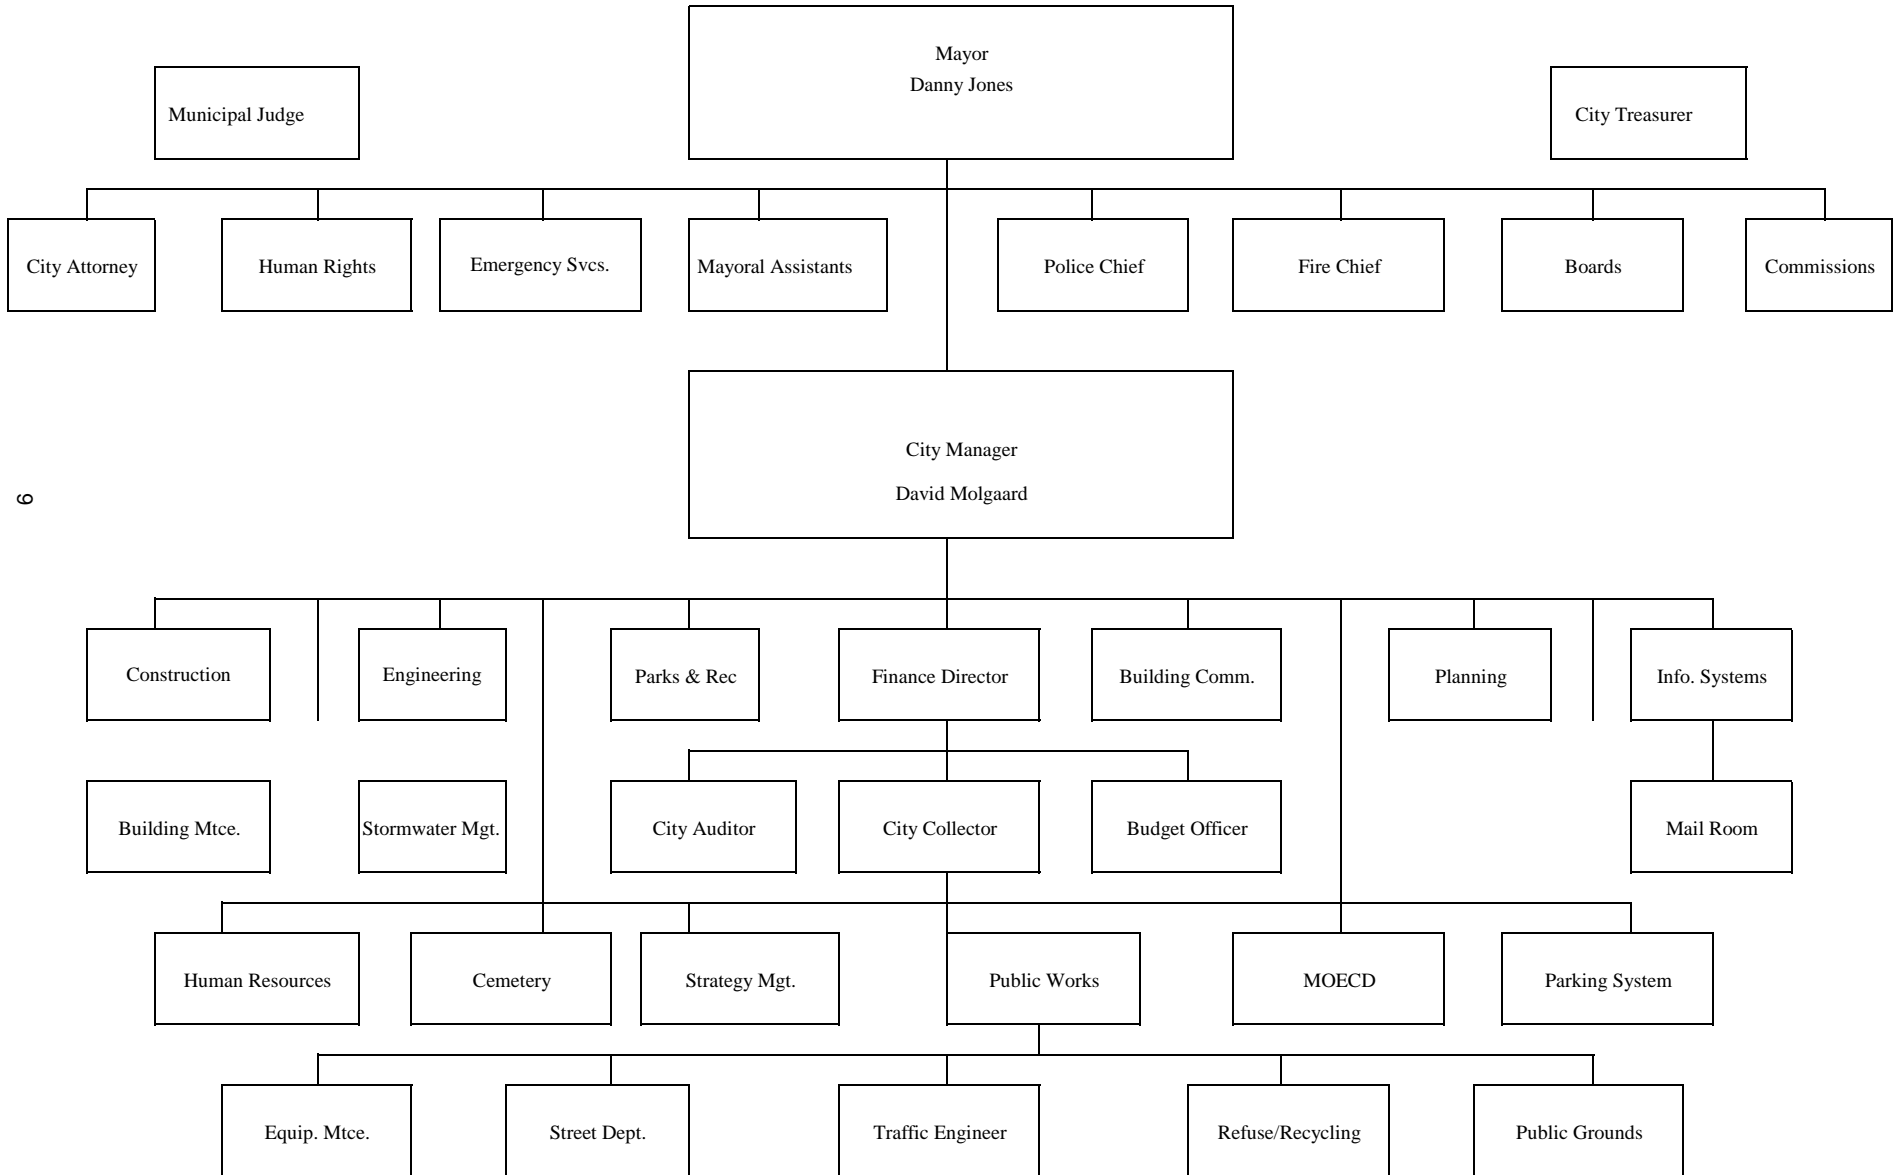 Mayor
Danny Jones
Municipal Judge
City Treasurer
City Attorney
Human Rights
Emergency Svcs.
Mayoral Assistants
Police Chief
Fire Chief
Boards
Commissions
City Manager
David Molgaard
6
Construction
Engineering
Parks & Rec
Finance Director
Building Comm.
Planning
Info. Systems
Building Mtce.
Stormwater Mgt.
City Auditor
City Collector
Budget Officer
Mail Room
Human Resources
Cemetery
Strategy Mgt.
Public Works
MOECD
Parking System
Equip. Mtce.
Street Dept.
Traffic Engineer
Refuse/Recycling
Public Grounds